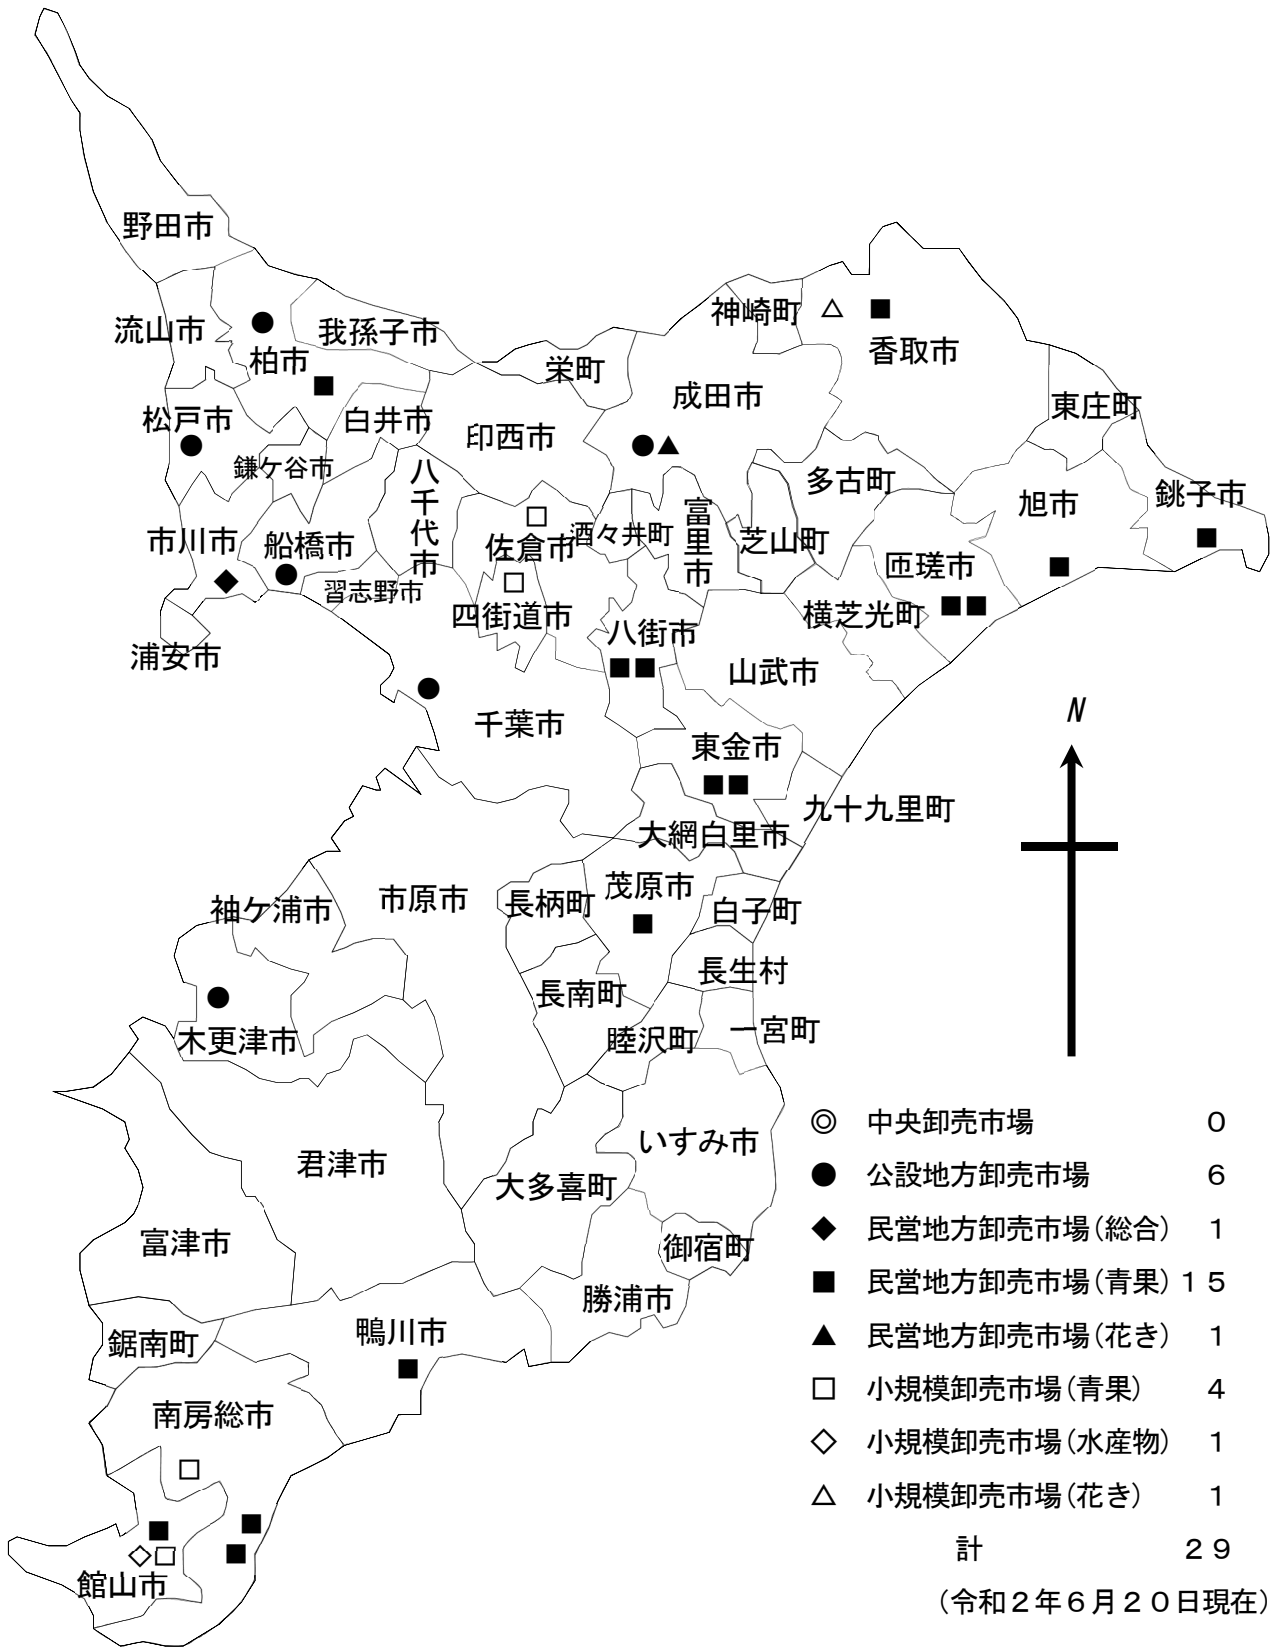 野田市
流山市
柏市
我孫子市
神崎町
香取市
栄町
成田市
東庄町
松戸市
白井市
印西市
鎌ケ谷市
八千代市
多古町
旭市
銚子市
市川市
船橋市
佐倉市
酒々井町
富里市
芝山町
匝瑳市
習志野市
四街道市
八街市
横芝光町
浦安市
山武市
千葉市
東金市
九十九里町
大網白里市
N
市原市
長柄町
茂原市
袖ケ浦市
白子町
長生村
長南町
木更津市
睦沢町
一宮町
いすみ市
君津市
大多喜町
富津市
御宿町
勝浦市
鴨川市
鋸南町
南房総市
館山市
◎ 中央卸売市場 ０
● 公設地方卸売市場 ６
◆ 民営地方卸売市場（総合） １
■ 民営地方卸売市場（青果） １５
▲ 民営地方卸売市場（花き） １
□ 小規模卸売市場（青果） ４
◇ 小規模卸売市場（水産物） １
△ 小規模卸売市場（花き） １
計 ２９
（令和２年６月２０日現在）